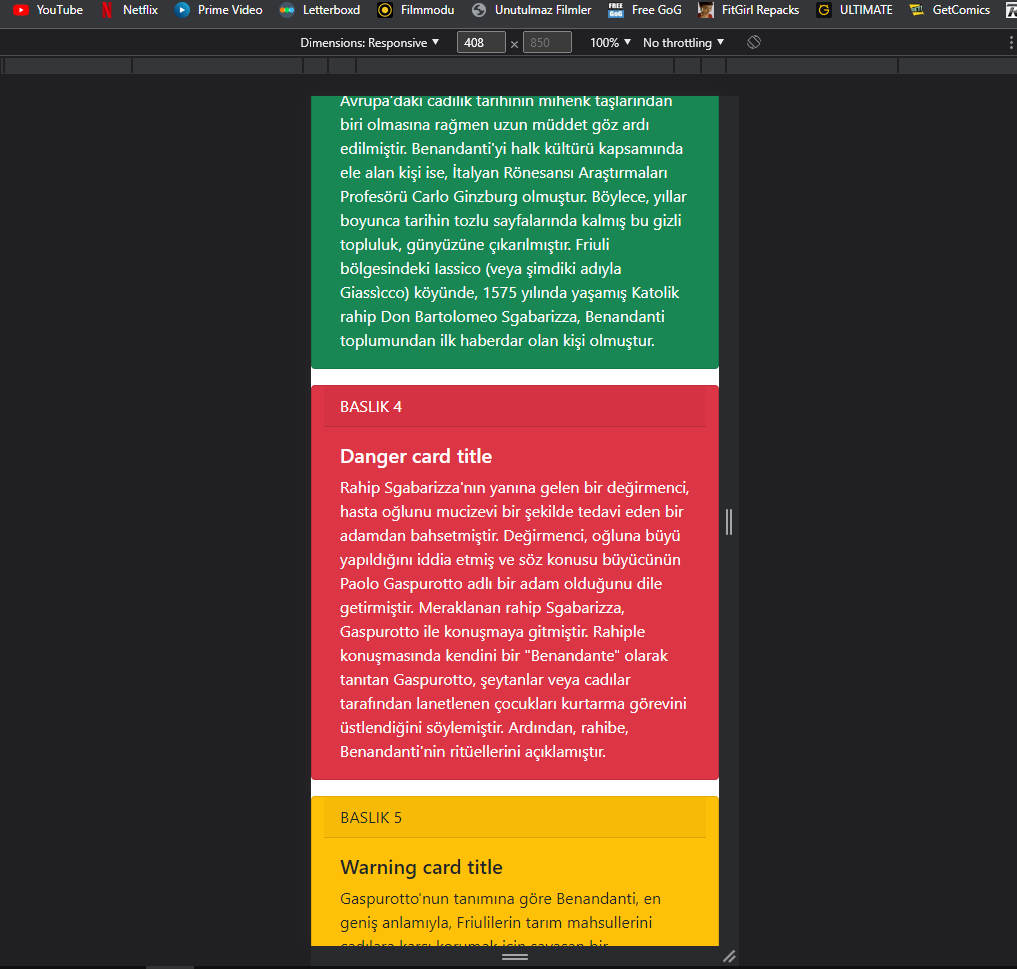 YouTube Netflix Prime Video Letterboxd Filmmodu Unutulmaz Filmler FREE GoG Free GoG FitGirl Repacks G ULTIMATE GetComics
Dimensions: Responsive 408 × 850 100% No throttling
Avrupa'daki cadılık tarihinin mihenk taşlarından
biri olmasına rağmen uzun müddet göz ardı
edilmiştir. Benandanti'yi halk kültürü kapsamında
ele alan kişi ise, İtalyan Rönesansı Araştırmaları
Profesörü Carlo Ginzburg olmuştur. Böylece, yıllar
boyunca tarihin tozlu sayfalarında kalmış bu gizli
topluluk, günyüzüne çıkarılmıştır. Friuli
bölgesindeki Iassico (veya şimdiki adıyla
Giassìcco) köyünde, 1575 yılında yaşamış Katolik
rahip Don Bartolomeo Sgabarizza, Benandanti
toplumundan ilk haberdar olan kişi olmuştur.
BASLIK 4
Danger card title
Rahip Sgabarizza'nın yanına gelen bir değirmenci,
hasta oğlunu mucizevi bir şekilde tedavi eden bir
adamdan bahsetmiştir. Değirmenci, oğluna büyü
yapıldığını iddia etmiş ve söz konusu büyücünün
Paolo Gaspurotto adlı bir adam olduğunu dile
getirmiştir. Meraklanan rahip Sgabarizza,
Gaspurotto ile konuşmaya gitmiştir. Rahiple
konuşmasında kendini bir "Benandante" olarak
tanıtan Gaspurotto, şeytanlar veya cadılar
tarafından lanetlenen çocukları kurtarma görevini
üstlendiğini söylemiştir. Ardından, rahibe,
Benandanti'nin ritüellerini açıklamıştır.
BASLIK 5
Warning card title
Gaspurotto'nun tanımına göre Benandanti, en
geniş anlamıyla, Friulilerin tarım mahsullerini
cadılara karşı korumak için savaşan bir